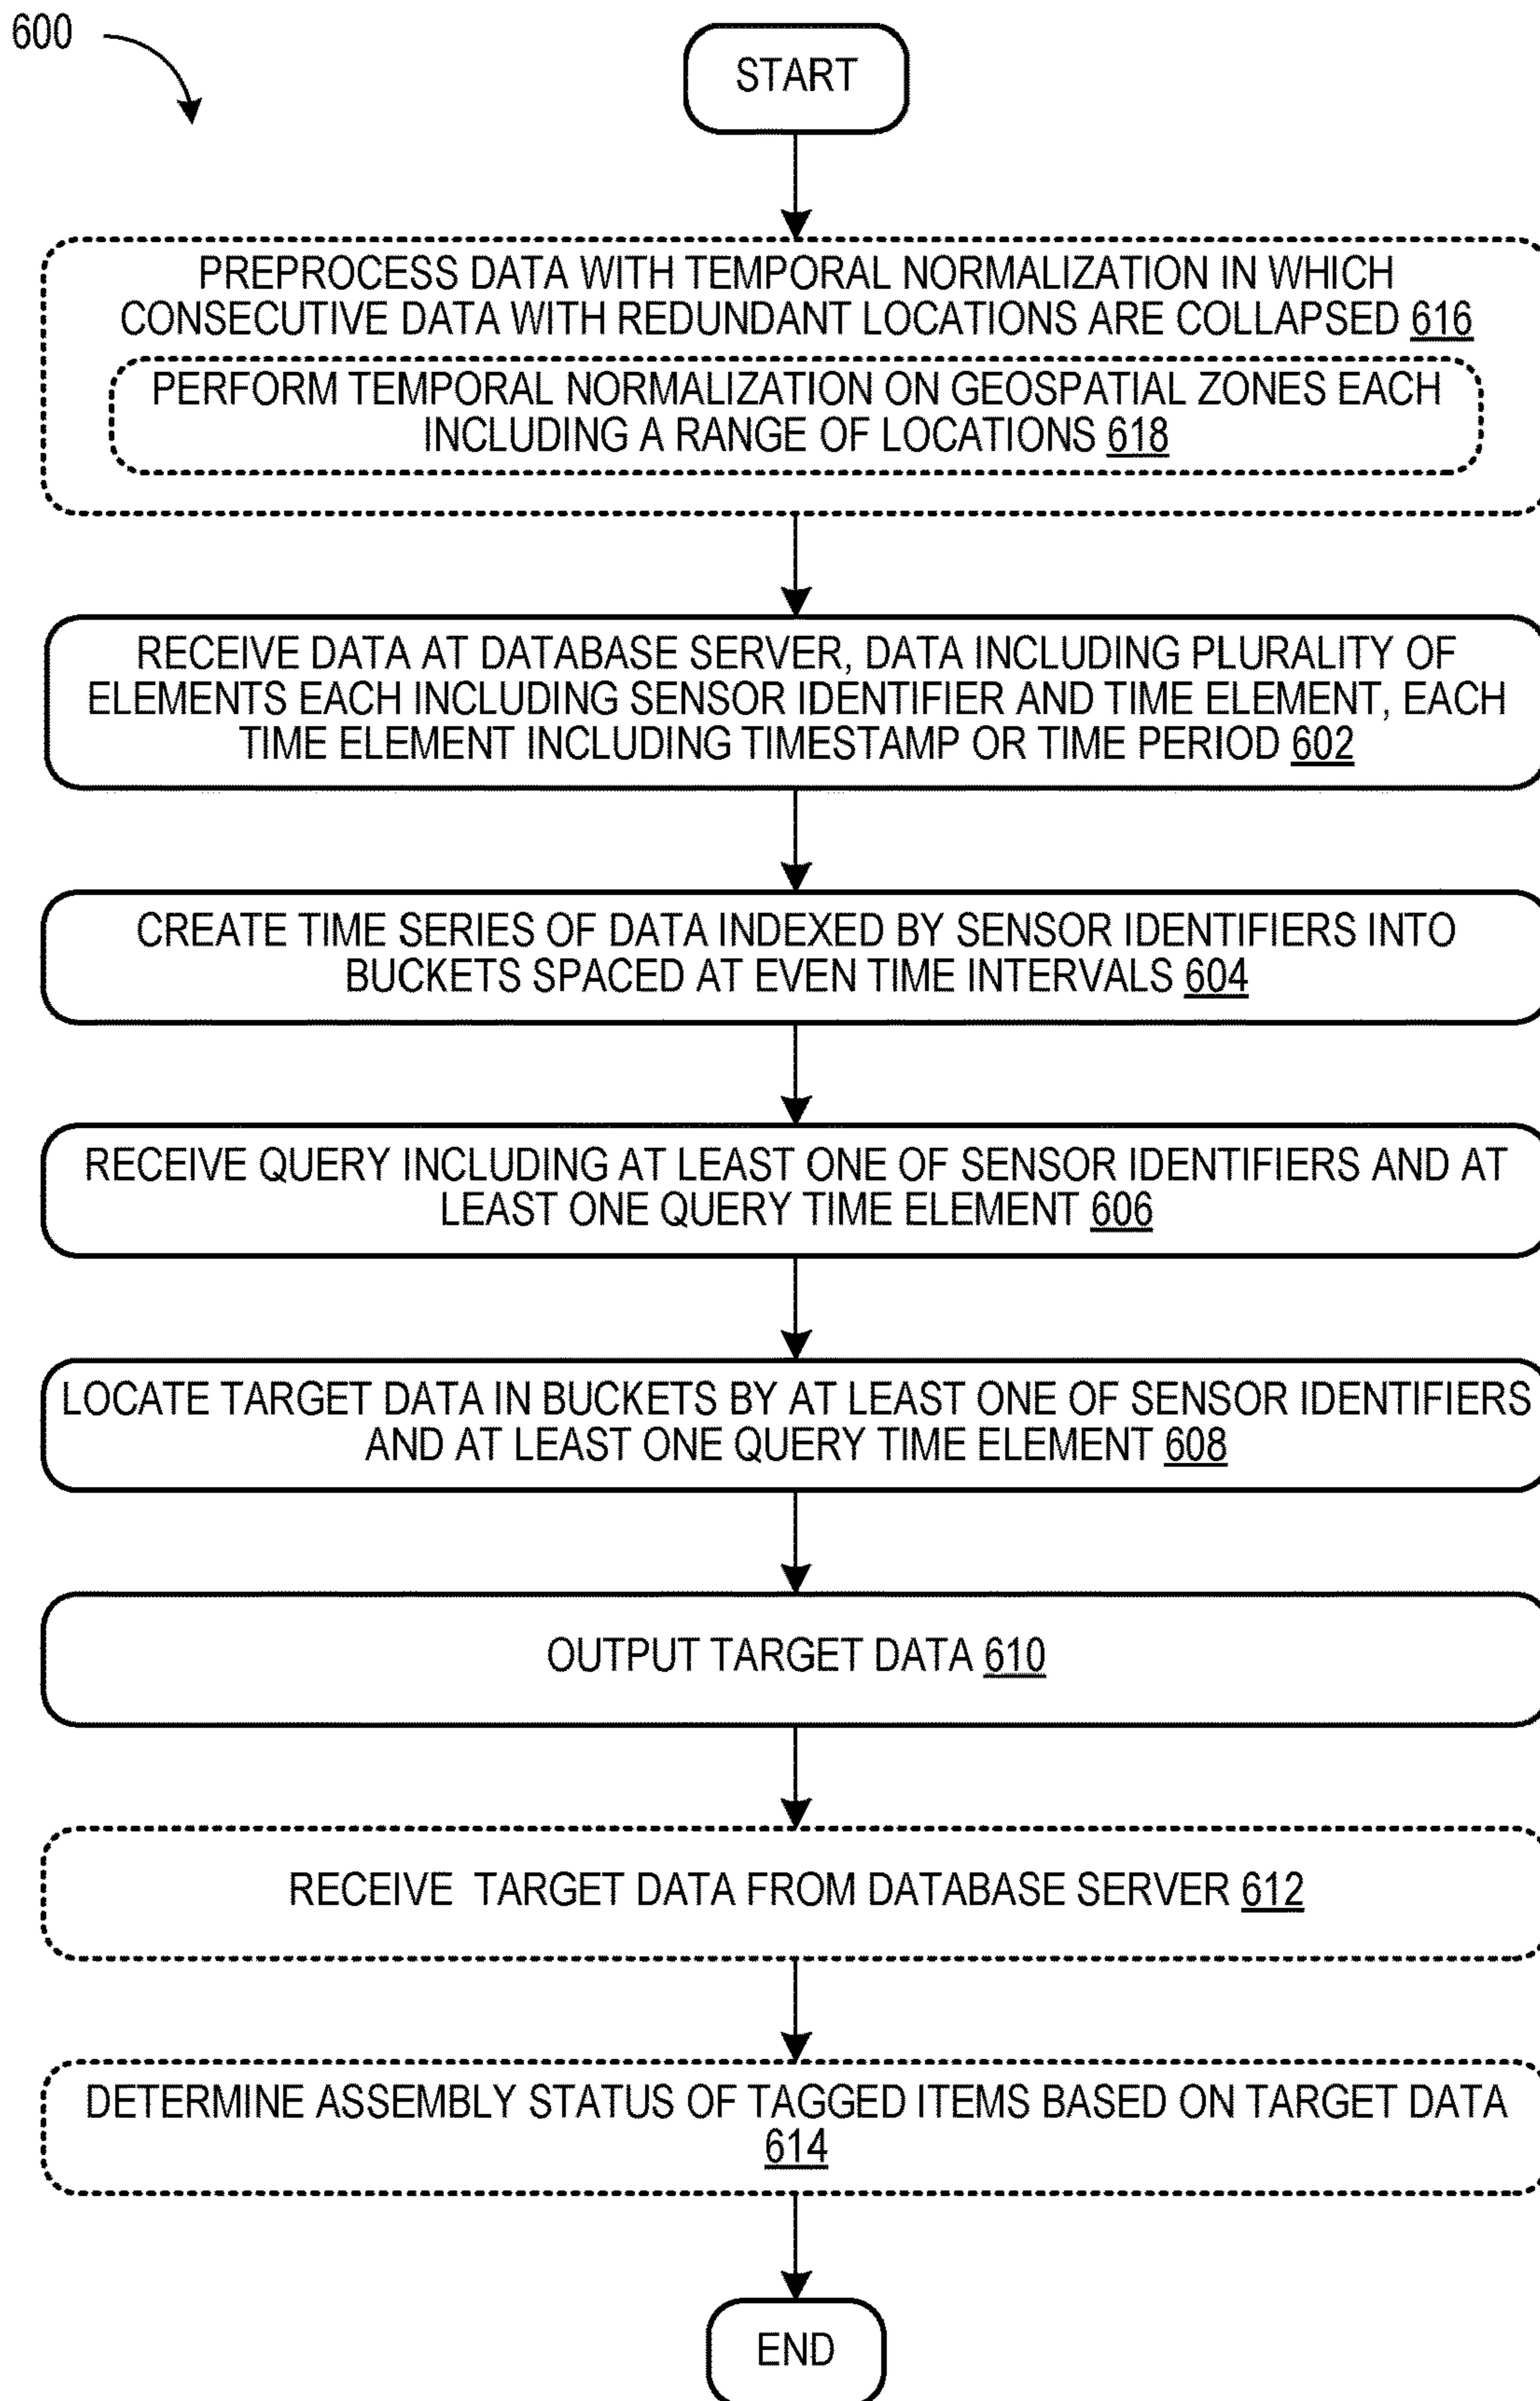 600
START
PREPROCESS DATA WITH TEMPORAL NORMALIZATION IN WHICH
CONSECUTIVE DATA WITH REDUNDANT LOCATIONS ARE COLLAPSED 616
PERFORM TEMPORAL NORMALIZATION ON GEOSPATIAL ZONES EACH
INCLUDING A RANGE OF LOCATIONS 618
RECEIVE DATA AT DATABASE SERVER, DATA INCLUDING PLURALITY OF
ELEMENTS EACH INCLUDING SENSOR IDENTIFIER AND TIME ELEMENT, EACH
TIME ELEMENT INCLUDING TIMESTAMP OR TIME PERIOD 602
CREATE TIME SERIES OF DATA INDEXED BY SENSOR IDENTIFIERS INTO
BUCKETS SPACED AT EVEN TIME INTERVALS 604
RECEIVE QUERY INCLUDING AT LEAST ONE OF SENSOR IDENTIFIERS AND AT
LEAST ONE QUERY TIME ELEMENT 606
LOCATE TARGET DATA IN BUCKETS BY AT LEAST ONE OF SENSOR IDENTIFIERS
AND AT LEAST ONE QUERY TIME ELEMENT 608
OUTPUT TARGET DATA 610
RECEIVE TARGET DATA FROM DATABASE SERVER 612
DETERMINE ASSEMBLY STATUS OF TAGGED ITEMS BASED ON TARGET DATA
614
END